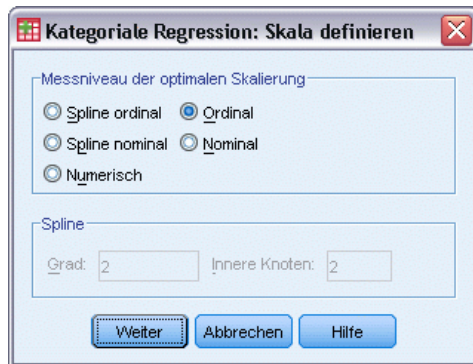 Kategoriale Regression: Skala definieren
Messniveau der optimalen Skalierung
Spline ordinal Ordinal
Spline nominal Nominal
Numerisch
Spline
Grad: 2 Innere Knoten: 2
Weiter Abbrechen Hilfe